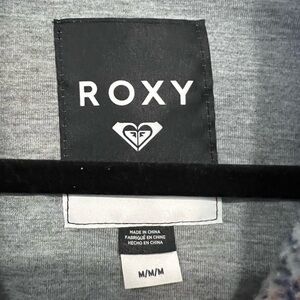 ROXY
MADE IN CHINA
FABRIQUÉ EN CHINE
HECHO EN CHINA
M/M/M